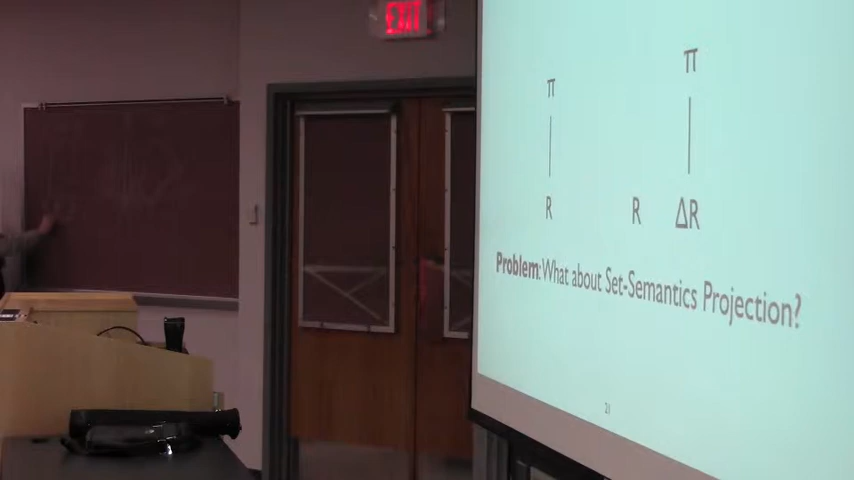 EXIT
π π
R R ΔR
Problem: What about Set-Semantics Projection?
21